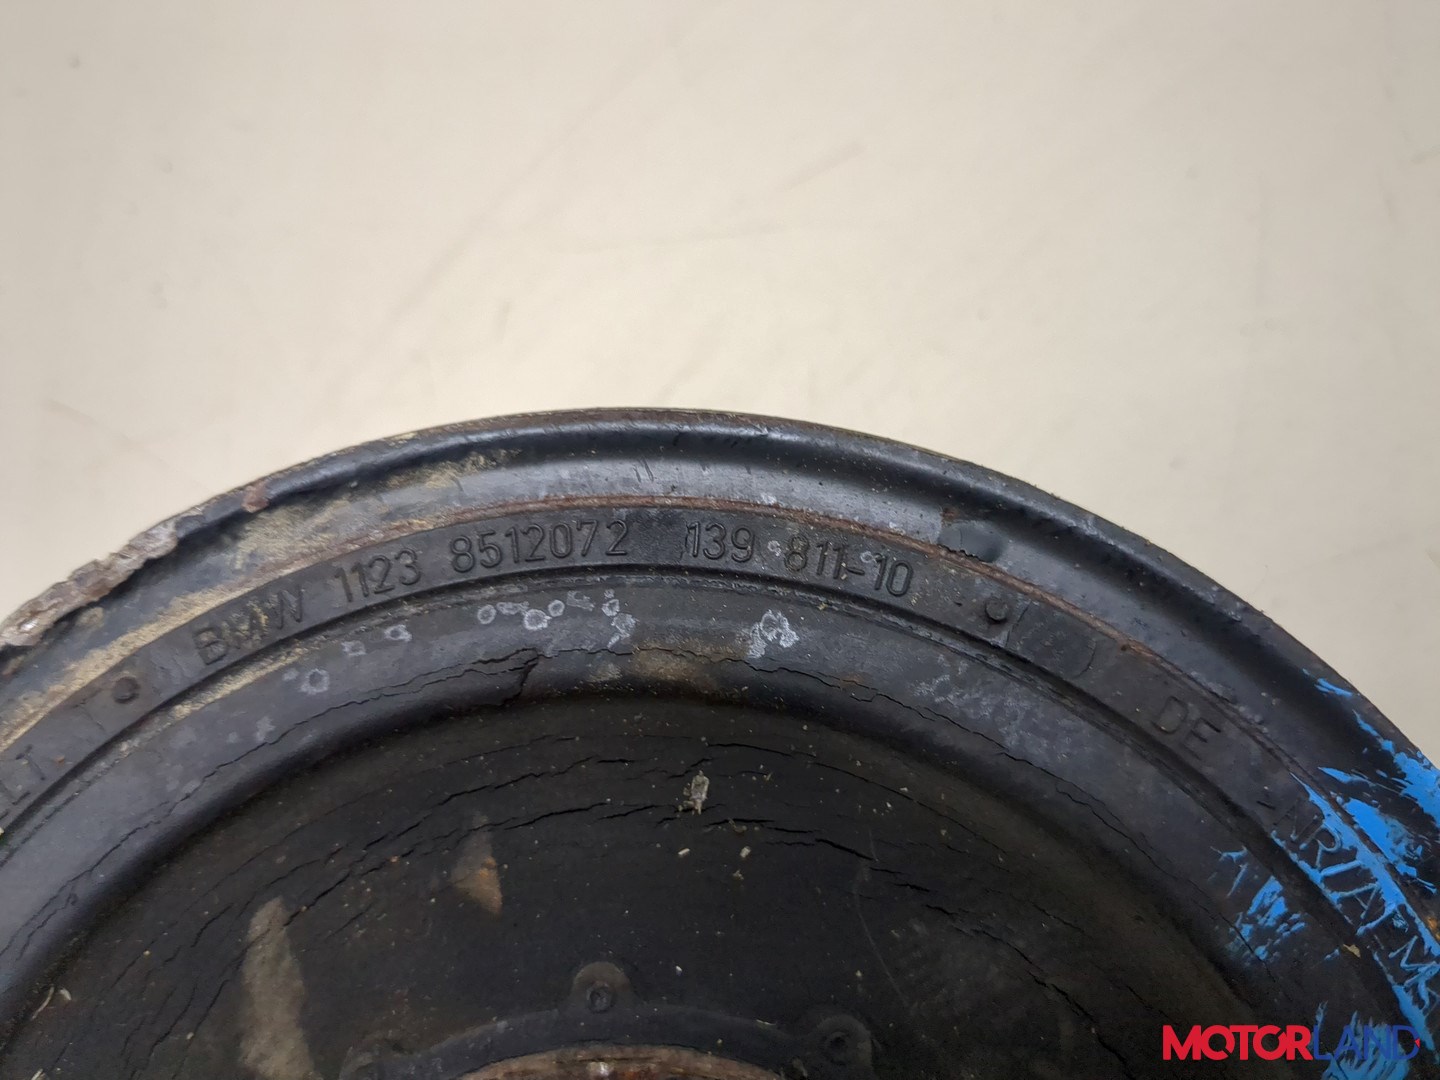 BMW 1123 8512072 139 811-10
DE
MOTORLAND